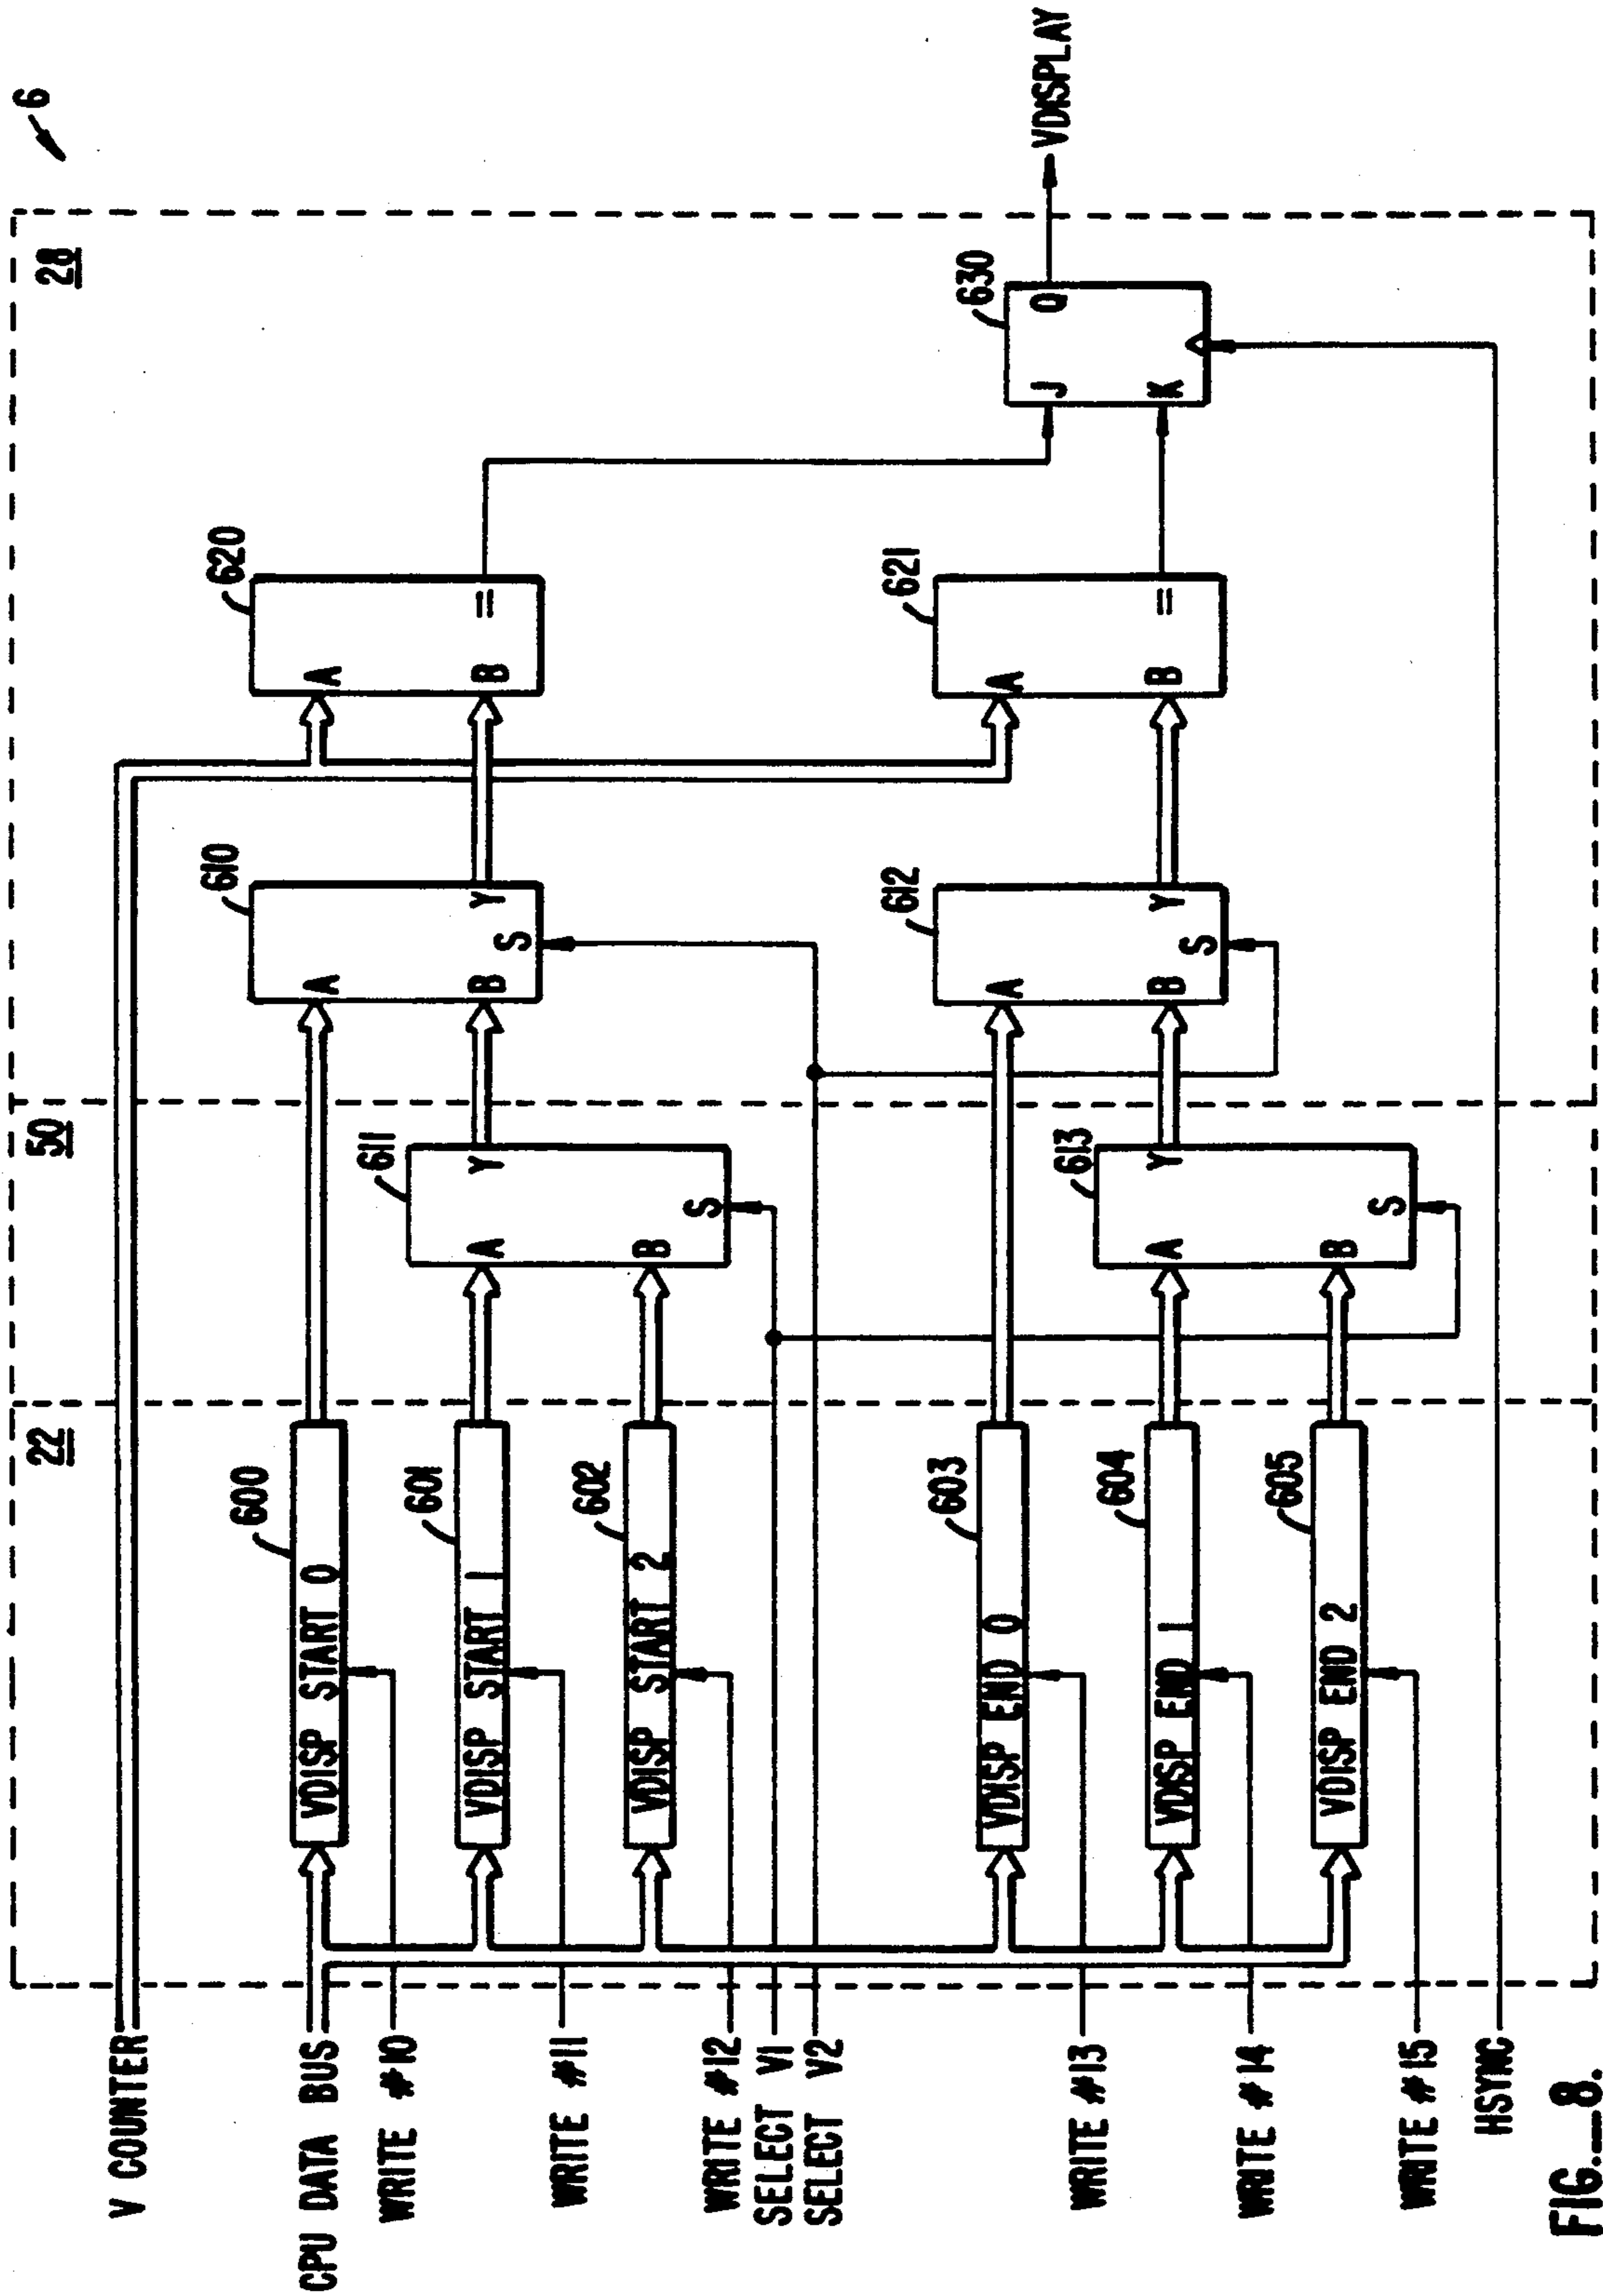 6
28
50
22
V COUNTER
CPU DATA BUS
WRITE #10
WRITE #11
WRITE #12
SELECT V1
SELECT V2
WRITE #13
WRITE #14
WRITE #15
HSYNC
600
VDISP START 0
601
VDISP START 1
602
VDISP START 2
603
VDISP END 0
604
VDISP END 1
605
VDISP END 2
611
A
B
S
Y
613
A
B
S
Y
610
A
B
S
Y
612
A
B
S
Y
620
A
B
=
621
A
B
=
630
J
K
Q
VDISPLAY
FIG.__8.